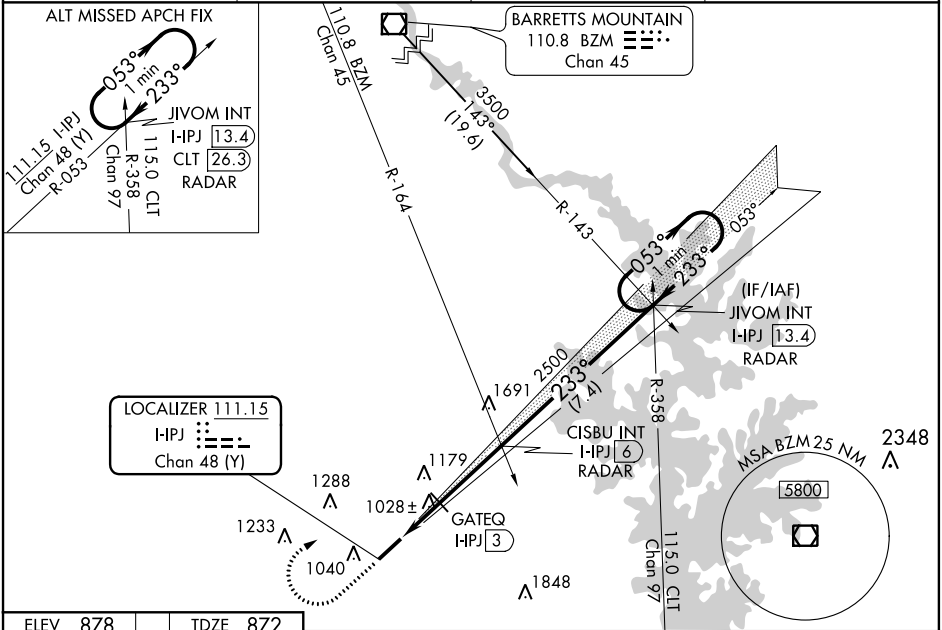 ALT MISSED APCH FIX
053°
1 min
233°
JIVOM INT
I-IPJ 13.4
CLT 26.3
RADAR
111.15 I-IPJ
Chan 48 (Y)
R-053
115.0 CLT
R-358
Chan 97
110.8 BZM
Chan 45
R-164
BARRETTS MOUNTAIN
110.8 BZM
Chan 45
3500
143°
(19.6)
R-143
053°
1 min
233°
053°
(IF/IAF)
JIVOM INT
I-IPJ 13.4
RADAR
2500
233°
(7.4)
R-358
1691
CISBU INT
I-IPJ 6
RADAR
LOCALIZER 111.15
I-IPJ
Chan 48 (Y)
1179
1288
1028±
GATEQ
I-IPJ 3
1233
1040
1848
115.0 CLT
Chan 97
MSA BZM 25 NM
5800
2348
ELEV 878
TDZE 872